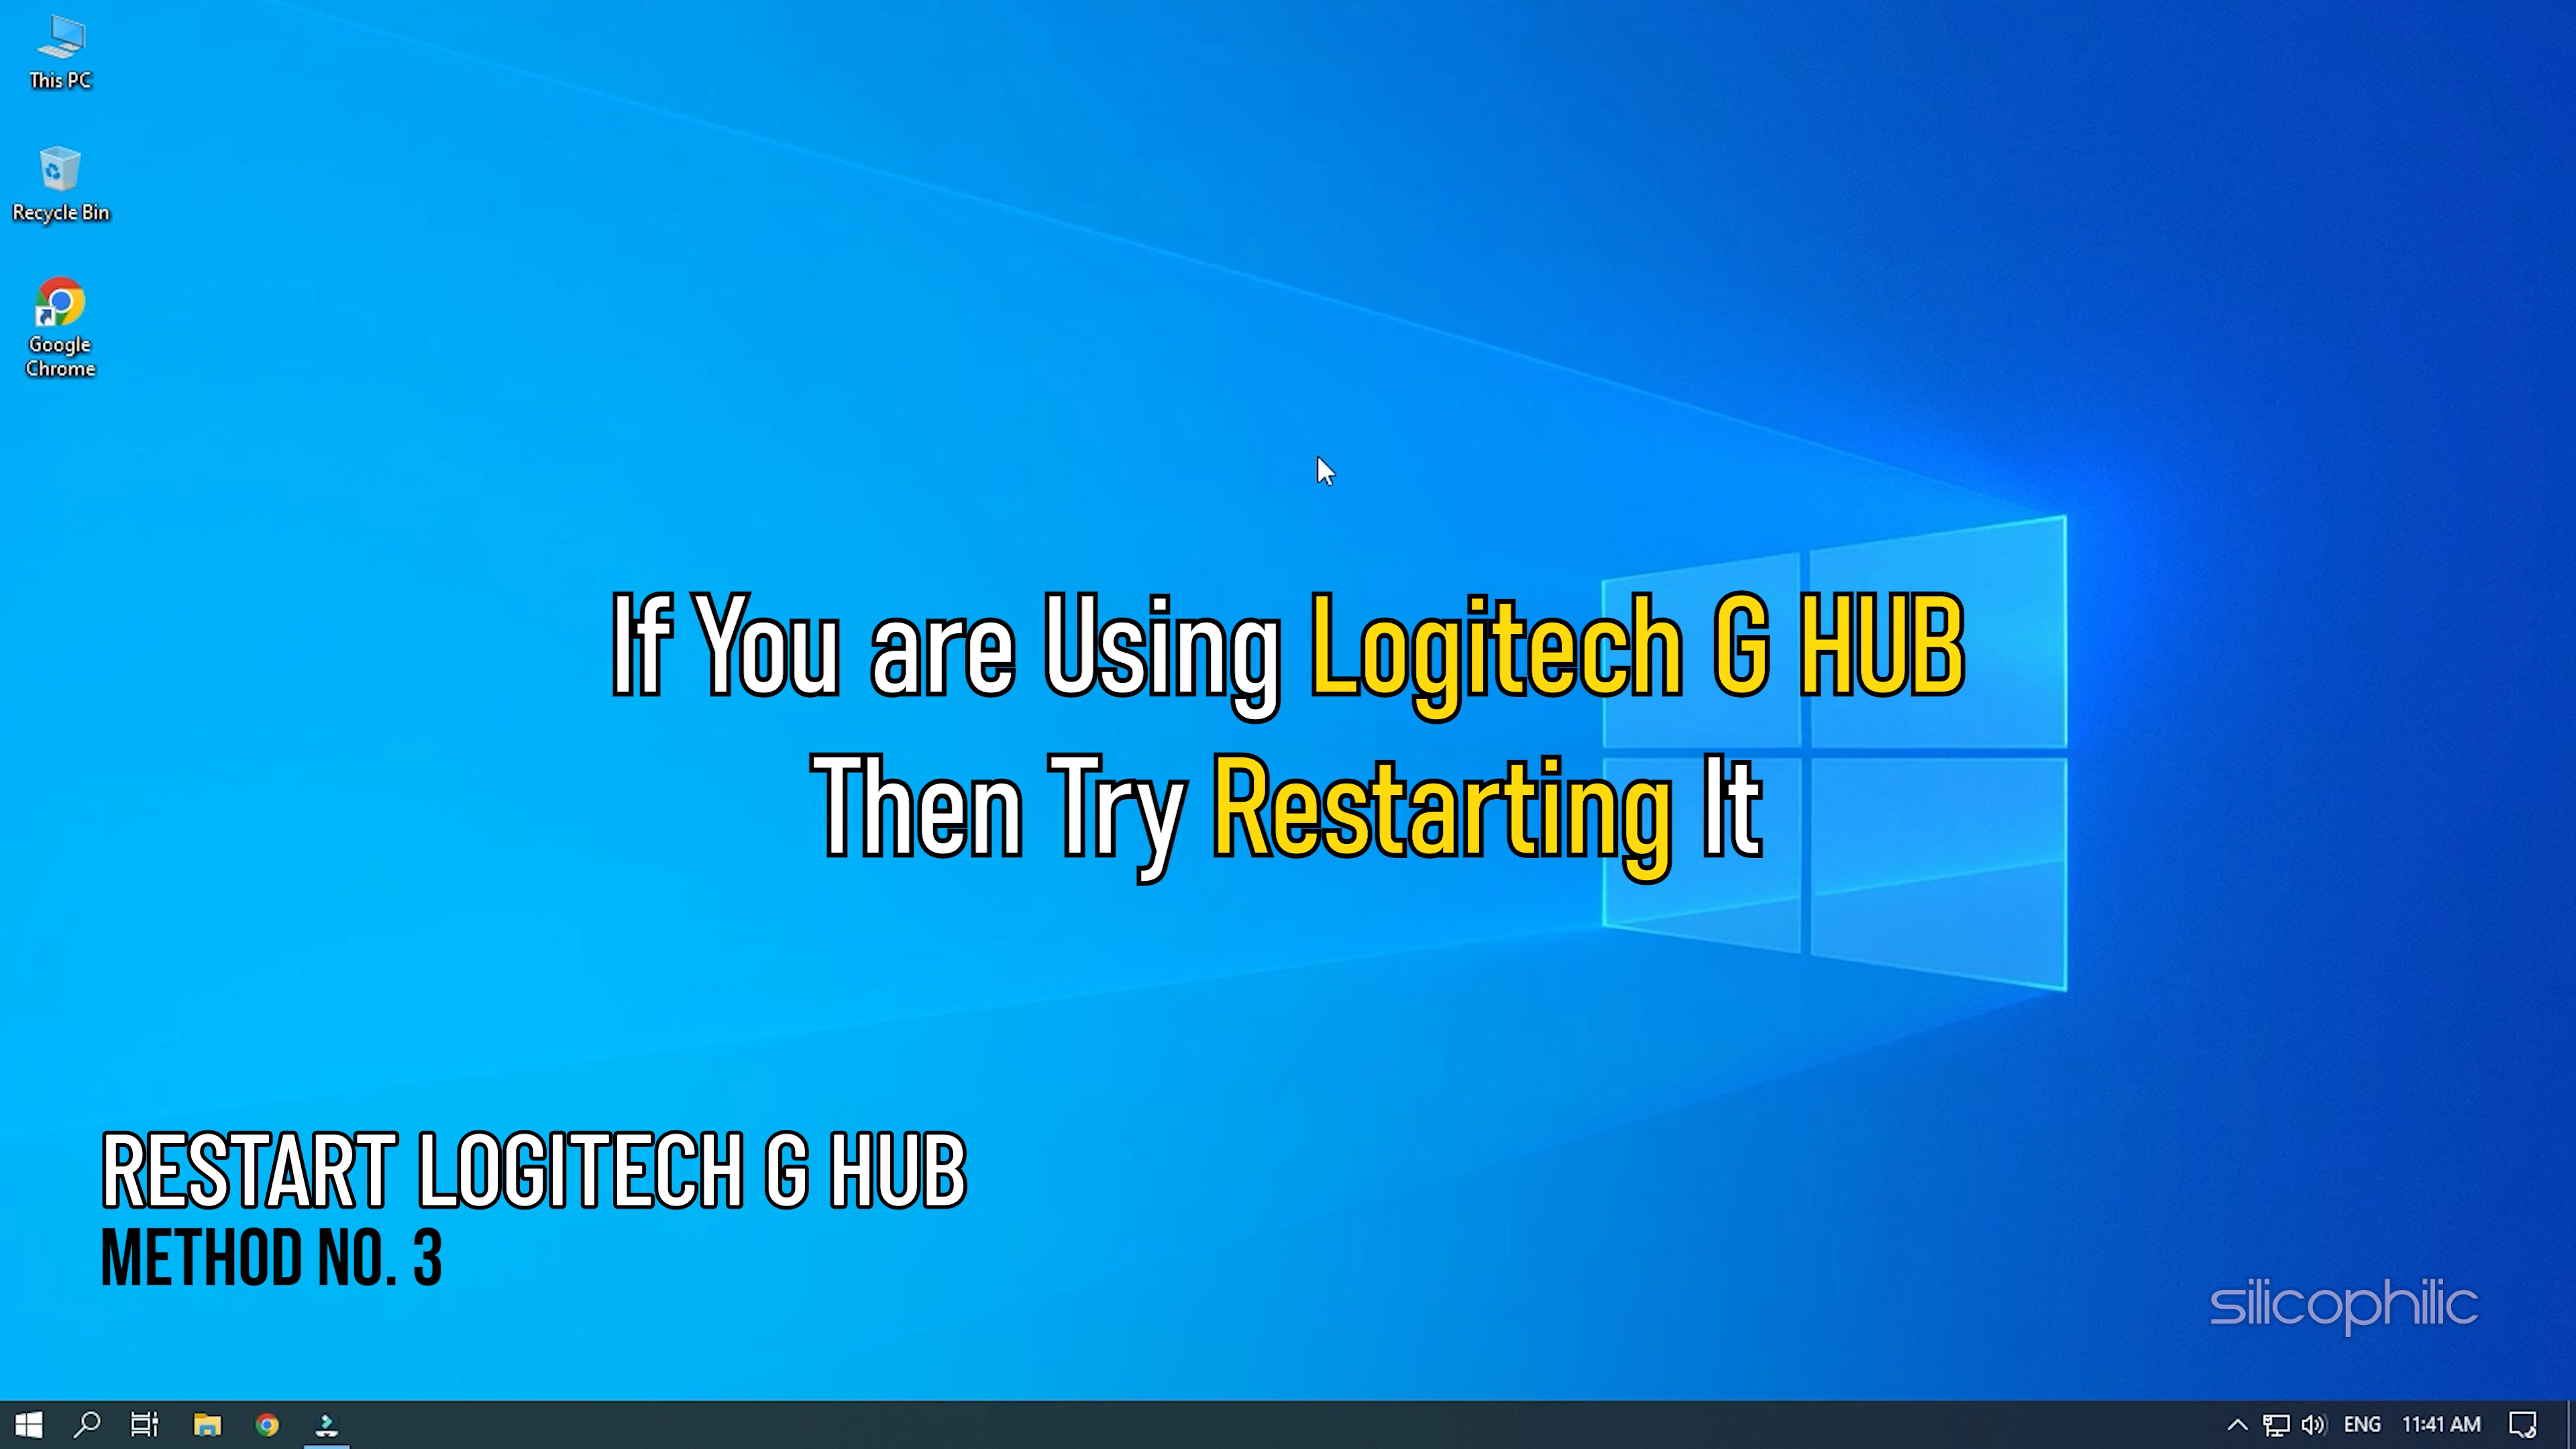 This PC
Recycle Bin
Google
Chrome
If You are Using Logitech G HUB
Then Try Restarting It
RESTART LOGITECH G HUB
METHOD NO. 3
silicophilic
ENG
11:41 AM